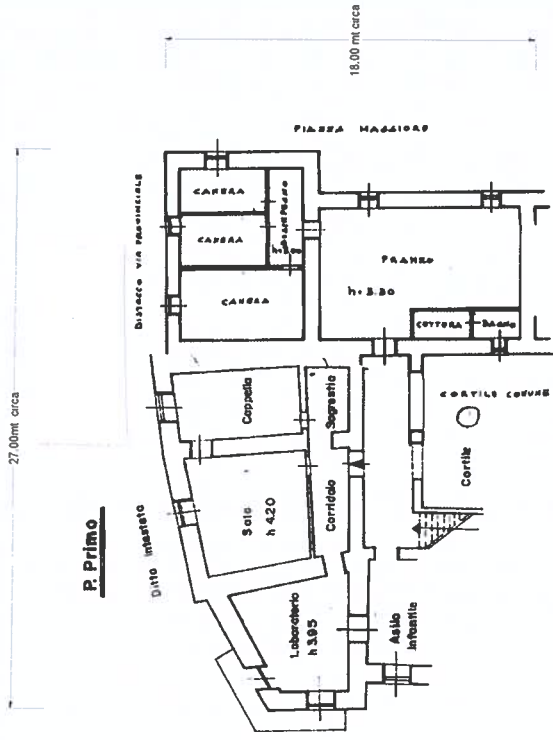 27.00mt circa
18.00 mt circa
P. Primo
Ditta Intestata
DISTACCO VIA PROVINCIALE
PIAZZA MAGGIORE
CAMERA
CAMERA
CAMERA
DISIMPEGNO
PRANZO
h. 3.30
COTTURA
BAGNO
Cappella
Sagrestia
Sala
h 4.20
Corridoio
Laboratorio
h 3.95
Asilo
Infantile
Cortile
CORTILE COMUNE